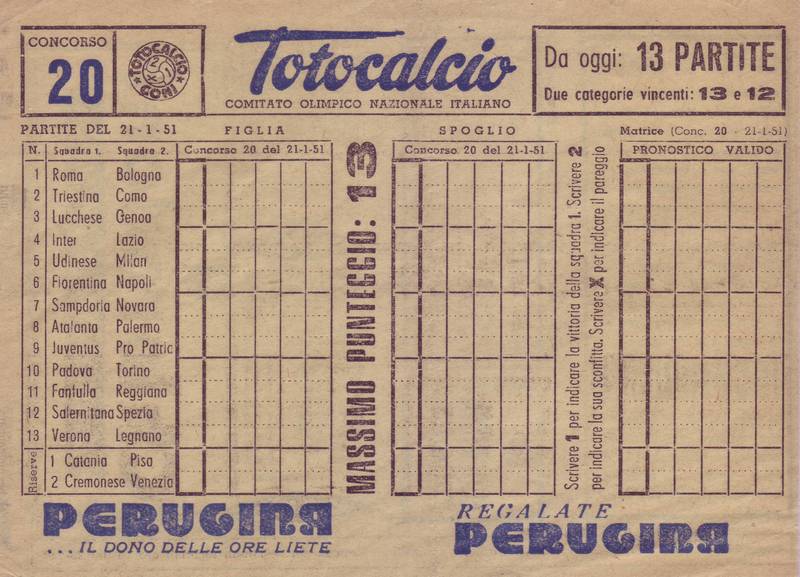 CONCORSO
20
TOTOCALCIO
CONI
Totocalcio
COMITATO OLIMPICO NAZIONALE ITALIANO
Da oggi: 13 PARTITE
Due categorie vincenti: 13 e 12
PARTITE DEL 21-1-51
FIGLIA
SPOGLIO
Matrice (Conc. 20 - 21-1-51)
N. Squadra 1. Squadra 2.
Concorso 20 del 21-1-51
Concorso 20 del 21-1-51
PRONOSTICO VALIDO
1 Roma Bologna
2 Triestina Como
3 Lucchese Genoa
4 Inter Lazio
5 Udinese Milan
6 Fiorentina Napoli
7 Sampdoria Novara
8 Atalanta Palermo
9 Juventus Pro Patria
10 Padova Torino
11 Fanfulla Reggiana
12 Salernitana Spezia
13 Verona Legnano
Riserve
1 Catania Pisa
2 Cremonese Venezia
MASSIMO PUNTEGGIO: 13
Scrivere 1 per indicare la vittoria della squadra 1. Scrivere 2
per indicare la sua sconfitta. Scrivere X per indicare il pareggio
PERUGINA
...IL DONO DELLE ORE LIETE
REGALATE
PERUGINA